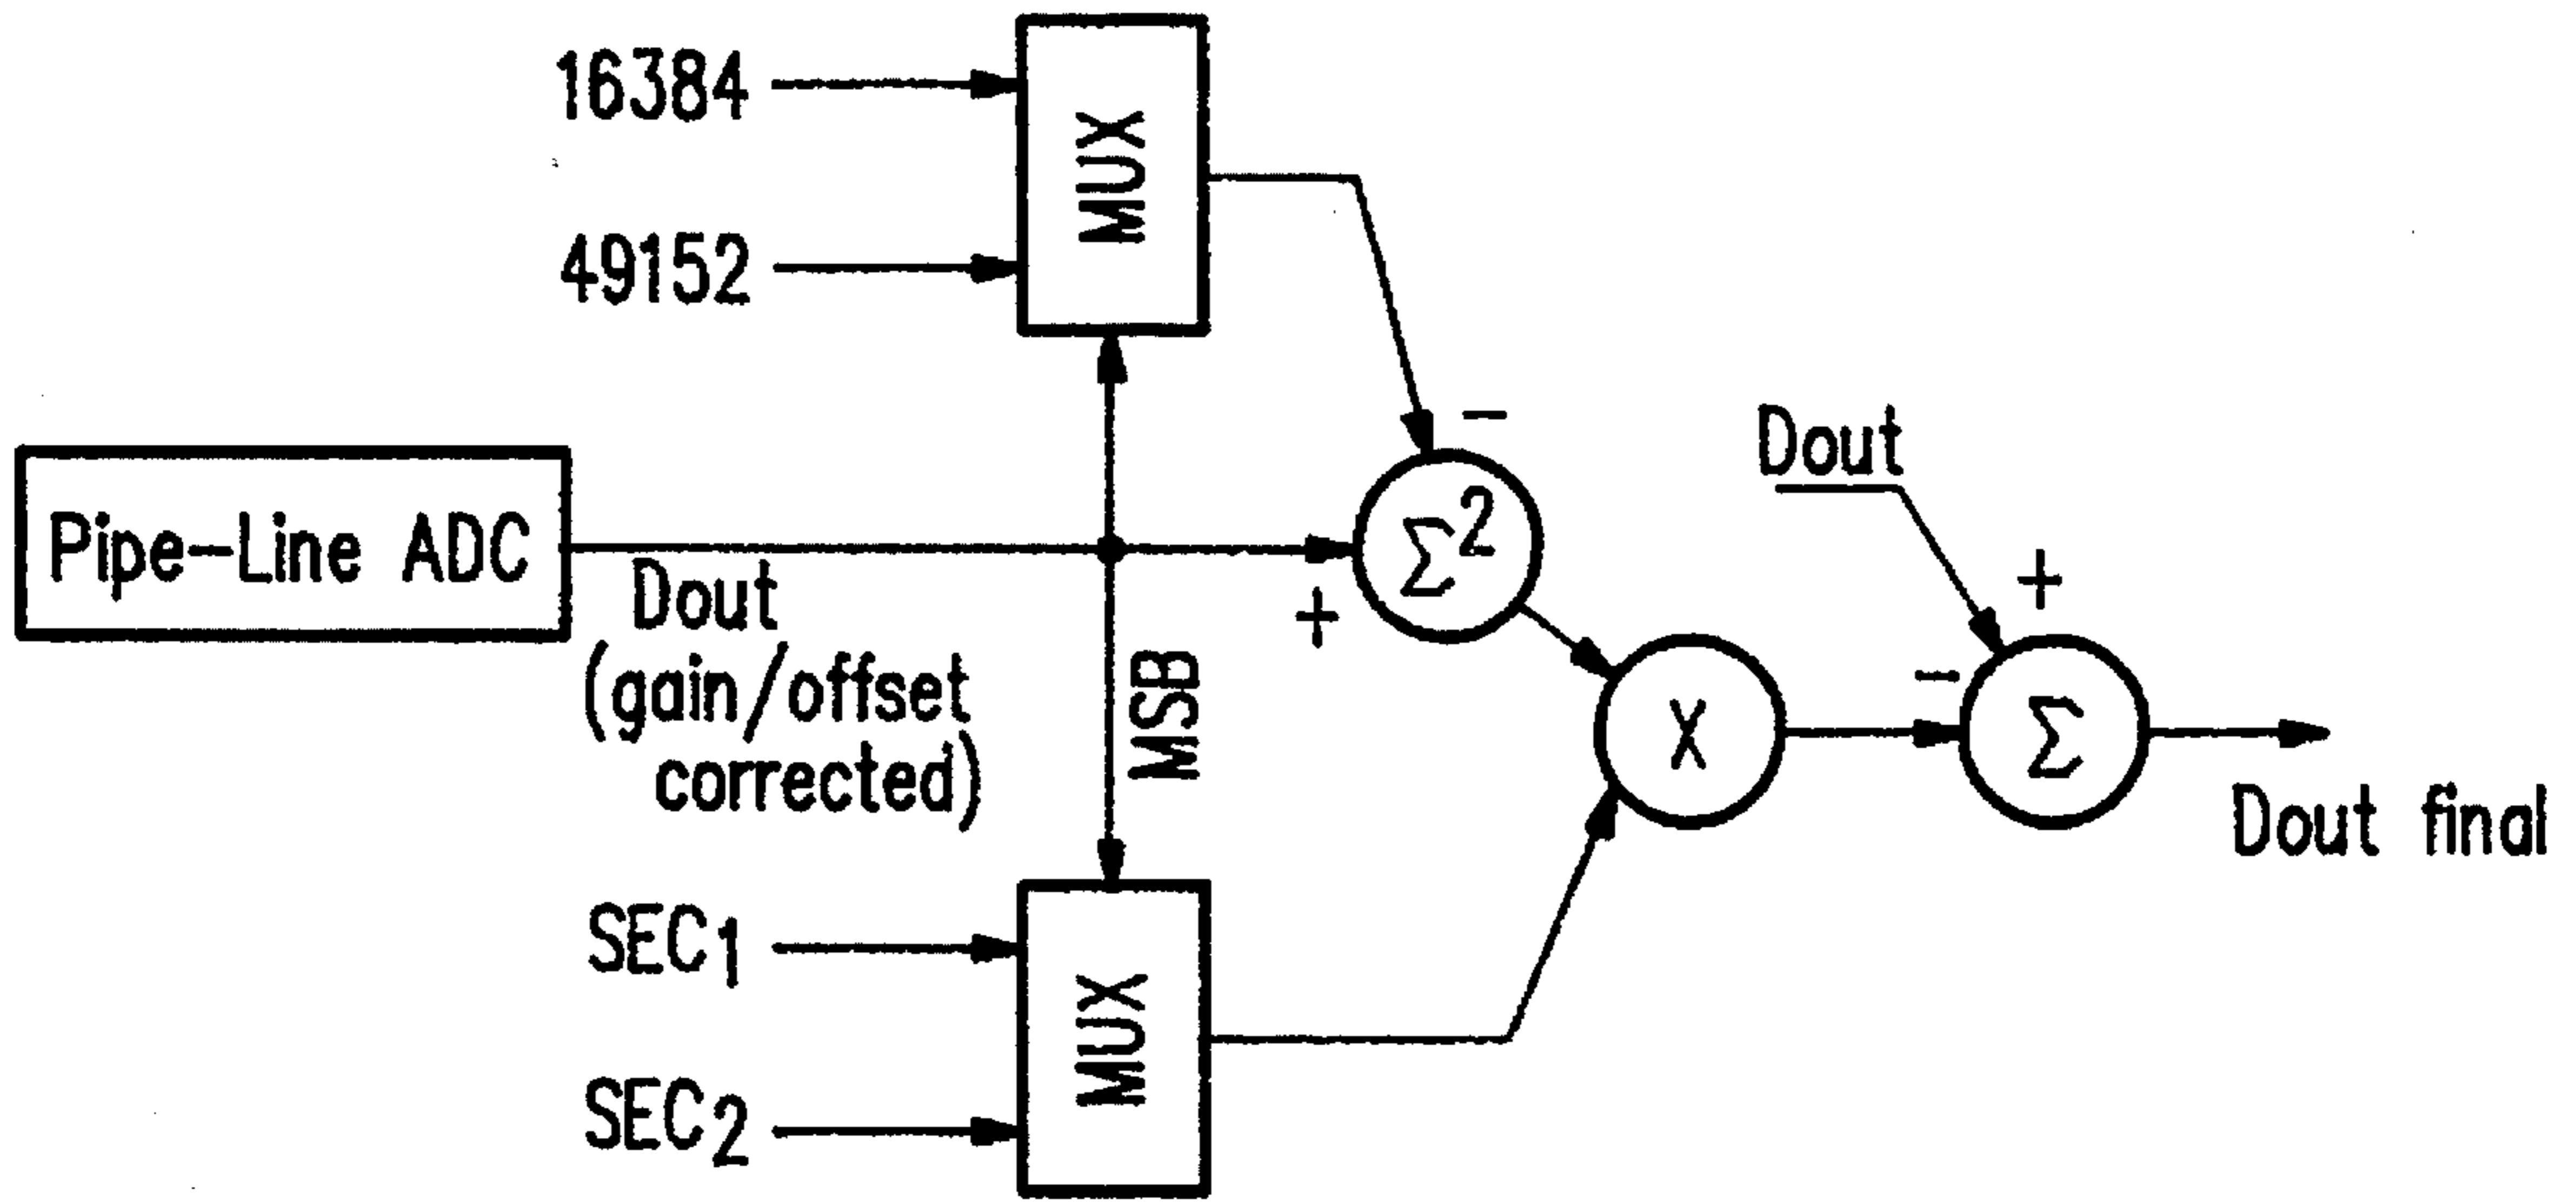 16384
MUX
49152
-
Dout
Pipe-Line ADC
Σ²
+
Dout
(gain/offset
corrected)
+
MSB
-
X
Σ
Dout final
SEC₁
MUX
SEC₂